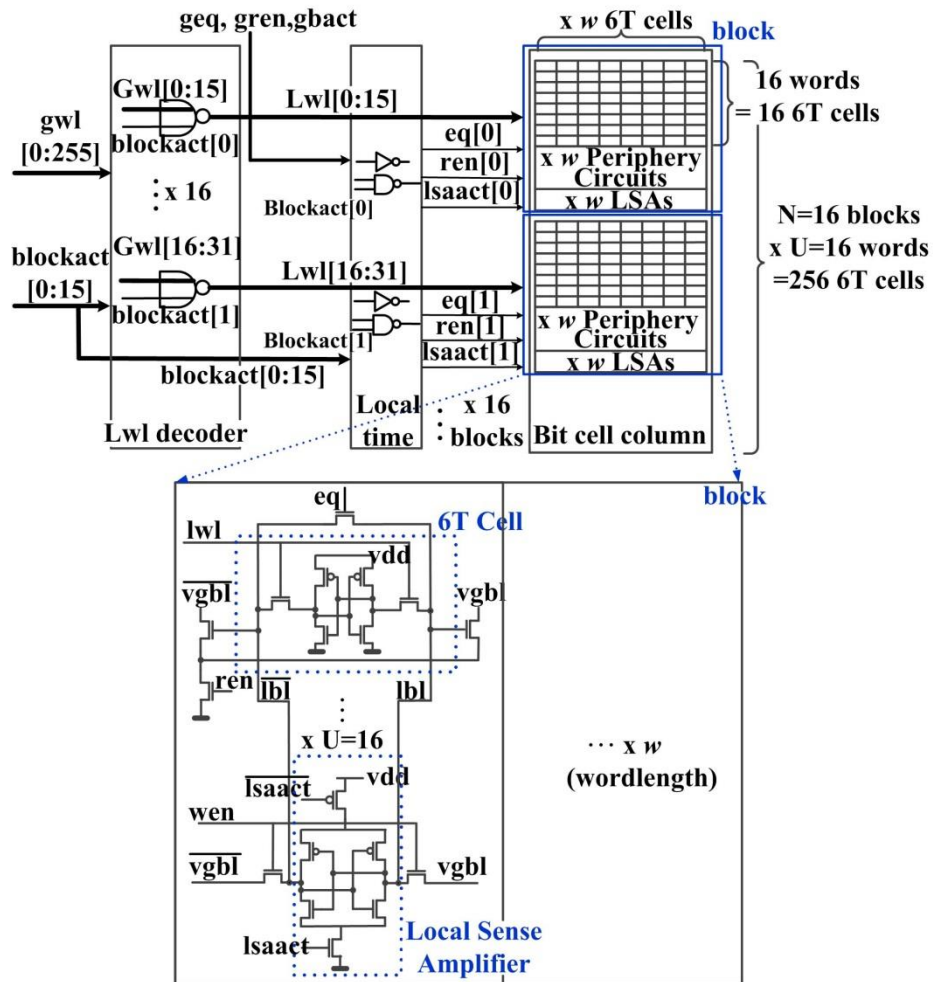 geq, gren,gbact
x w 6T cells
block
Gwl[0:15]
Lwl[0:15]
16 words
= 16 6T cells
gwl
[0:255]
blockact[0]
eq[0]
ren[0]
lsaact[0]
x w Periphery
Circuits
x w LSAs
⋮ x 16
Blockact[0]
N=16 blocks
x U=16 words
=256 6T cells
blockact
[0:15]
Gwl[16:31]
Lwl[16:31]
blockact[1]
eq[1]
ren[1]
lsaact[1]
Blockact[1]
x w Periphery
Circuits
x w LSAs
blockact[0:15]
Lwl decoder
Local
time
⋮ x 16
blocks
Bit cell column
block
eq
6T Cell
lwl
vdd
v̅g̅b̅l̅
vgbl
ren
l̅b̅l̅
lbl
⋮
x U=16
l̅s̅a̅a̅c̅t̅
vdd
wen
v̅g̅b̅l̅
vgbl
lsaact
Local Sense
Amplifier
··· x w
(wordlength)